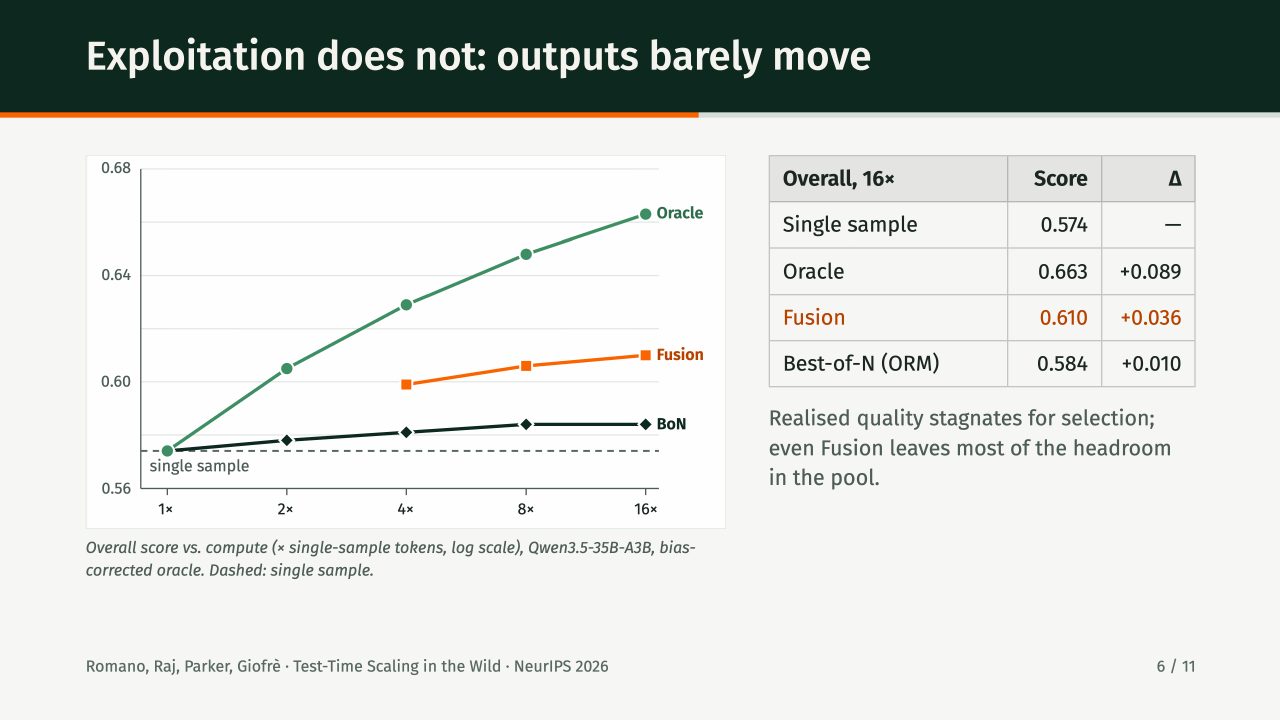 Exploitation does not: outputs barely move
0.68
0.64
0.60
0.56
Oracle
Fusion
BoN
single sample
1× 2× 4× 8× 16×
Overall score vs. compute (× single-sample tokens, log scale), Qwen3.5-35B-A3B, bias-
corrected oracle. Dashed: single sample.
Overall, 16× Score Δ
Single sample 0.574 —
Oracle 0.663 +0.089
Fusion 0.610 +0.036
Best-of-N (ORM) 0.584 +0.010
Realised quality stagnates for selection;
even Fusion leaves most of the headroom
in the pool.
Romano, Raj, Parker, Giofrè · Test-Time Scaling in the Wild · NeurIPS 2026
6 / 11